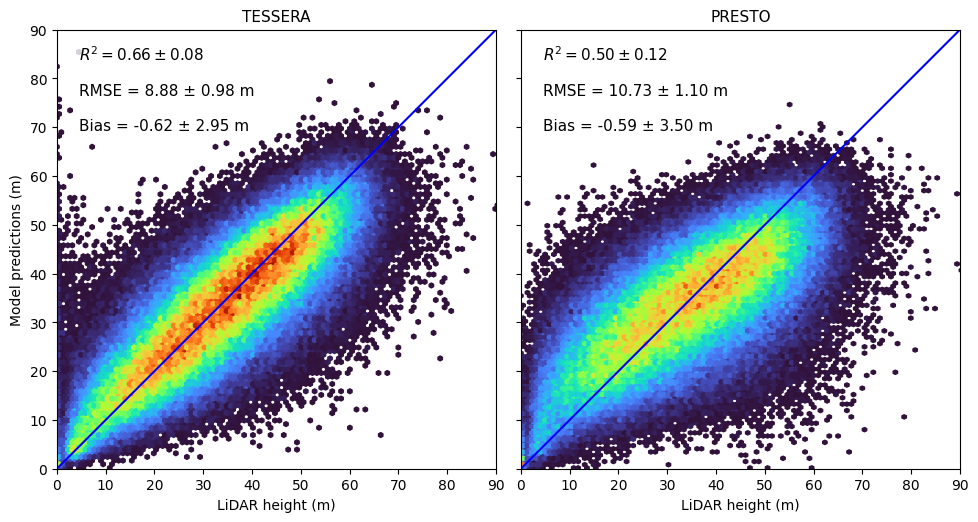 TESSERA
PRESTO
R² = 0.66 ± 0.08
RMSE = 8.88 ± 0.98 m
Bias = -0.62 ± 2.95 m
R² = 0.50 ± 0.12
RMSE = 10.73 ± 1.10 m
Bias = -0.59 ± 3.50 m
Model predictions (m)
90
80
70
60
50
40
30
20
10
0
0 10 20 30 40 50 60 70 80 90
0 10 20 30 40 50 60 70 80 90
LiDAR height (m)
LiDAR height (m)